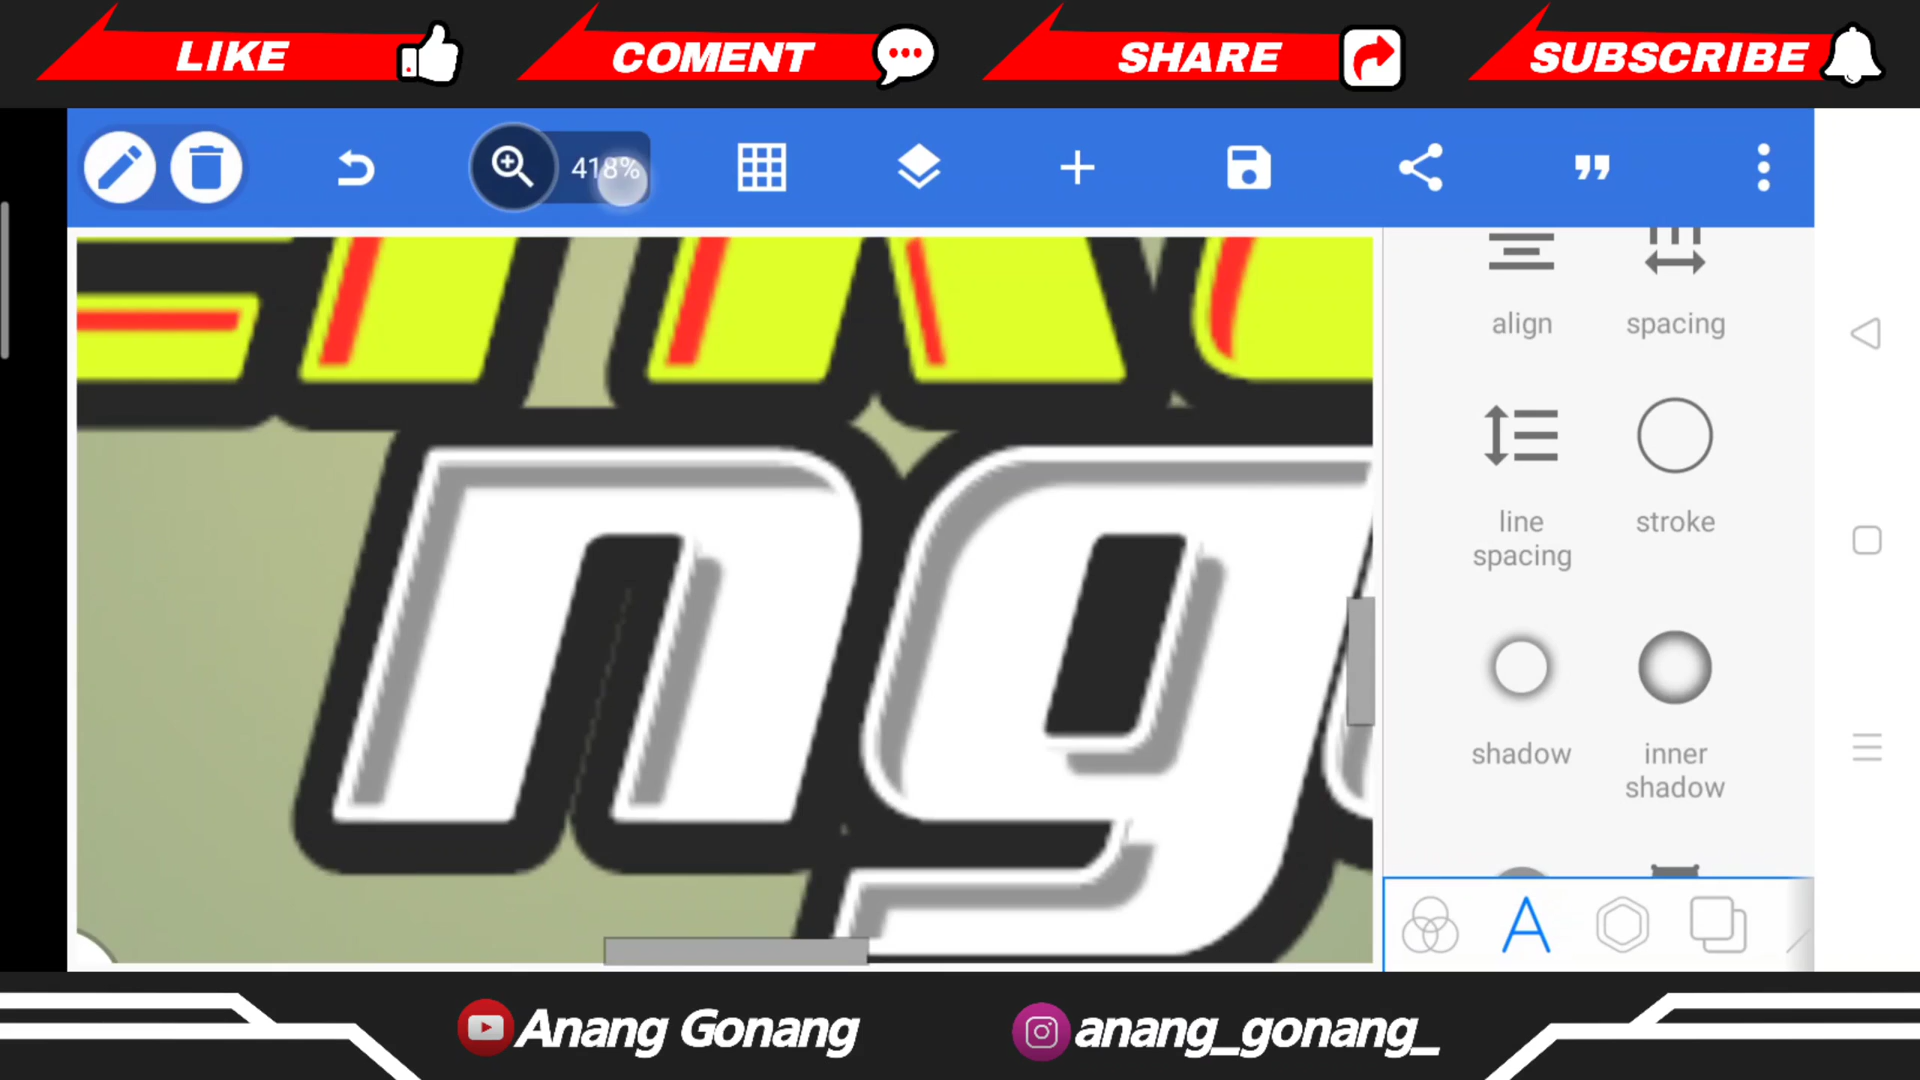 LIKE COMENT SHARE SUBSCRIBE
418%
align spacing
line spacing
stroke
shadow
inner shadow
ng
Anang Gonang
anang_gonang_